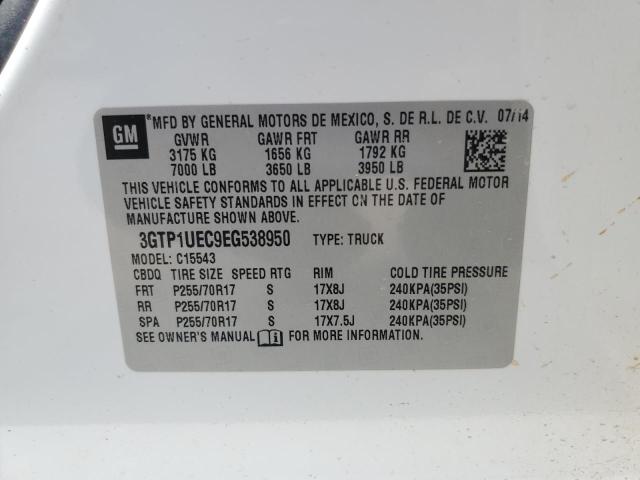 GM
*MFD BY GENERAL MOTORS DE MEXICO, S. DE R.L. DE C.V. 07/14
GVWR GAWR FRT GAWR RR
3175 KG 1656 KG 1792 KG
7000 LB 3650 LB 3950 LB
THIS VEHICLE CONFORMS TO ALL APPLICABLE U.S. FEDERAL MOTOR
VEHICLE SAFETY STANDARDS IN EFFECT ON THE DATE OF
MANUFACTURE SHOWN ABOVE.
3GTP1UEC9EG538950 TYPE: TRUCK
MODEL: C15543
CBDQ TIRE SIZE SPEED RTG RIM COLD TIRE PRESSURE
FRT P255/70R17 S 17X8J 240KPA(35PSI)
RR P255/70R17 S 17X8J 240KPA(35PSI)
SPA P255/70R17 S 17X7.5J 240KPA(35PSI)
SEE OWNER'S MANUAL FOR MORE INFORMATION.